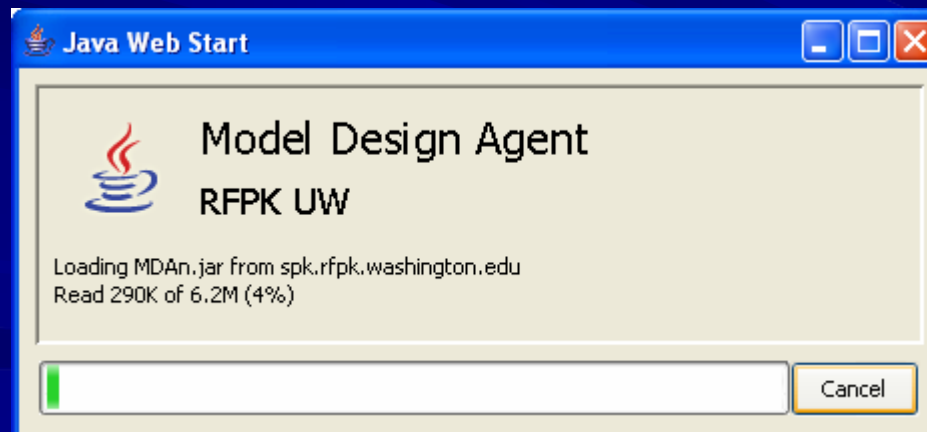 Java Web Start
Model Design Agent
RFPK UW
Loading MDAn.jar from spk.rfpk.washington.edu
Read 290K of 6.2M (4%)
Cancel